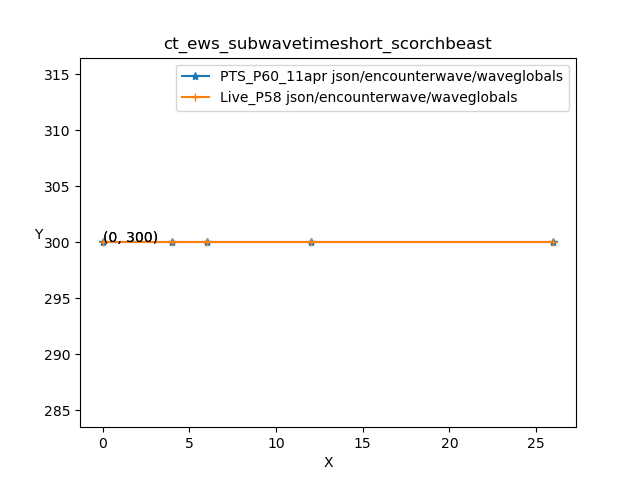 ct_ews_subwavetimeshort_scorchbeast
PTS_P60_11apr json/encounterwave/waveglobals
Live_P58 json/encounterwave/waveglobals
315
310
305
300
295
290
285
Y
(0, 300)
0 5 10 15 20 25
X